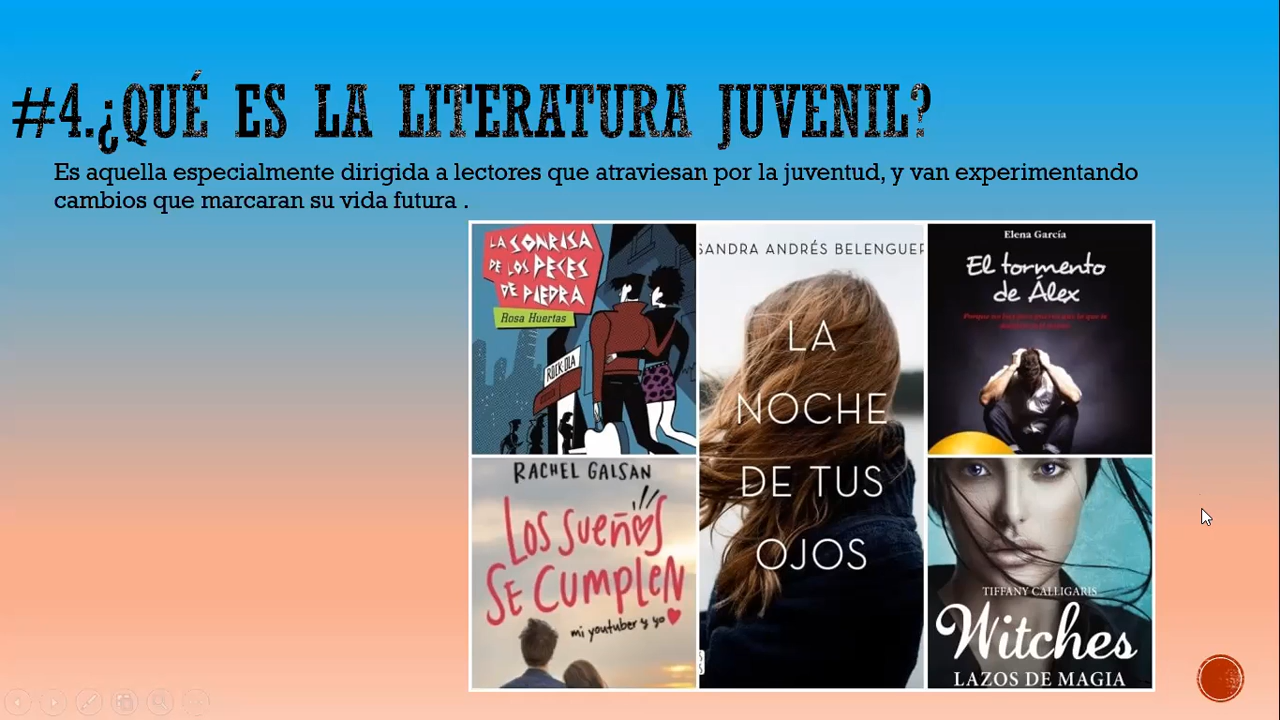 #4.¿QUÉ ES LA LITERATURA JUVENIL?
Es aquella especialmente dirigida a lectores que atraviesan por la juventud, y van experimentando
cambios que marcaran su vida futura .
LA SONRISA
DE LOS PECES
DE PIEDRA
Rosa Huertas
ROCK-OLA
SANDRA ANDRÉS BELENGUER
LA
NOCHE
DE TUS
OJOS
Elena García
El tormento
de Álex
RACHEL GALSAN
LOS SUEÑOS
SE CUMPLEN
mi youtuber y yo
TIFFANY CALLIGARIS
Witches
LAZOS DE MAGIA